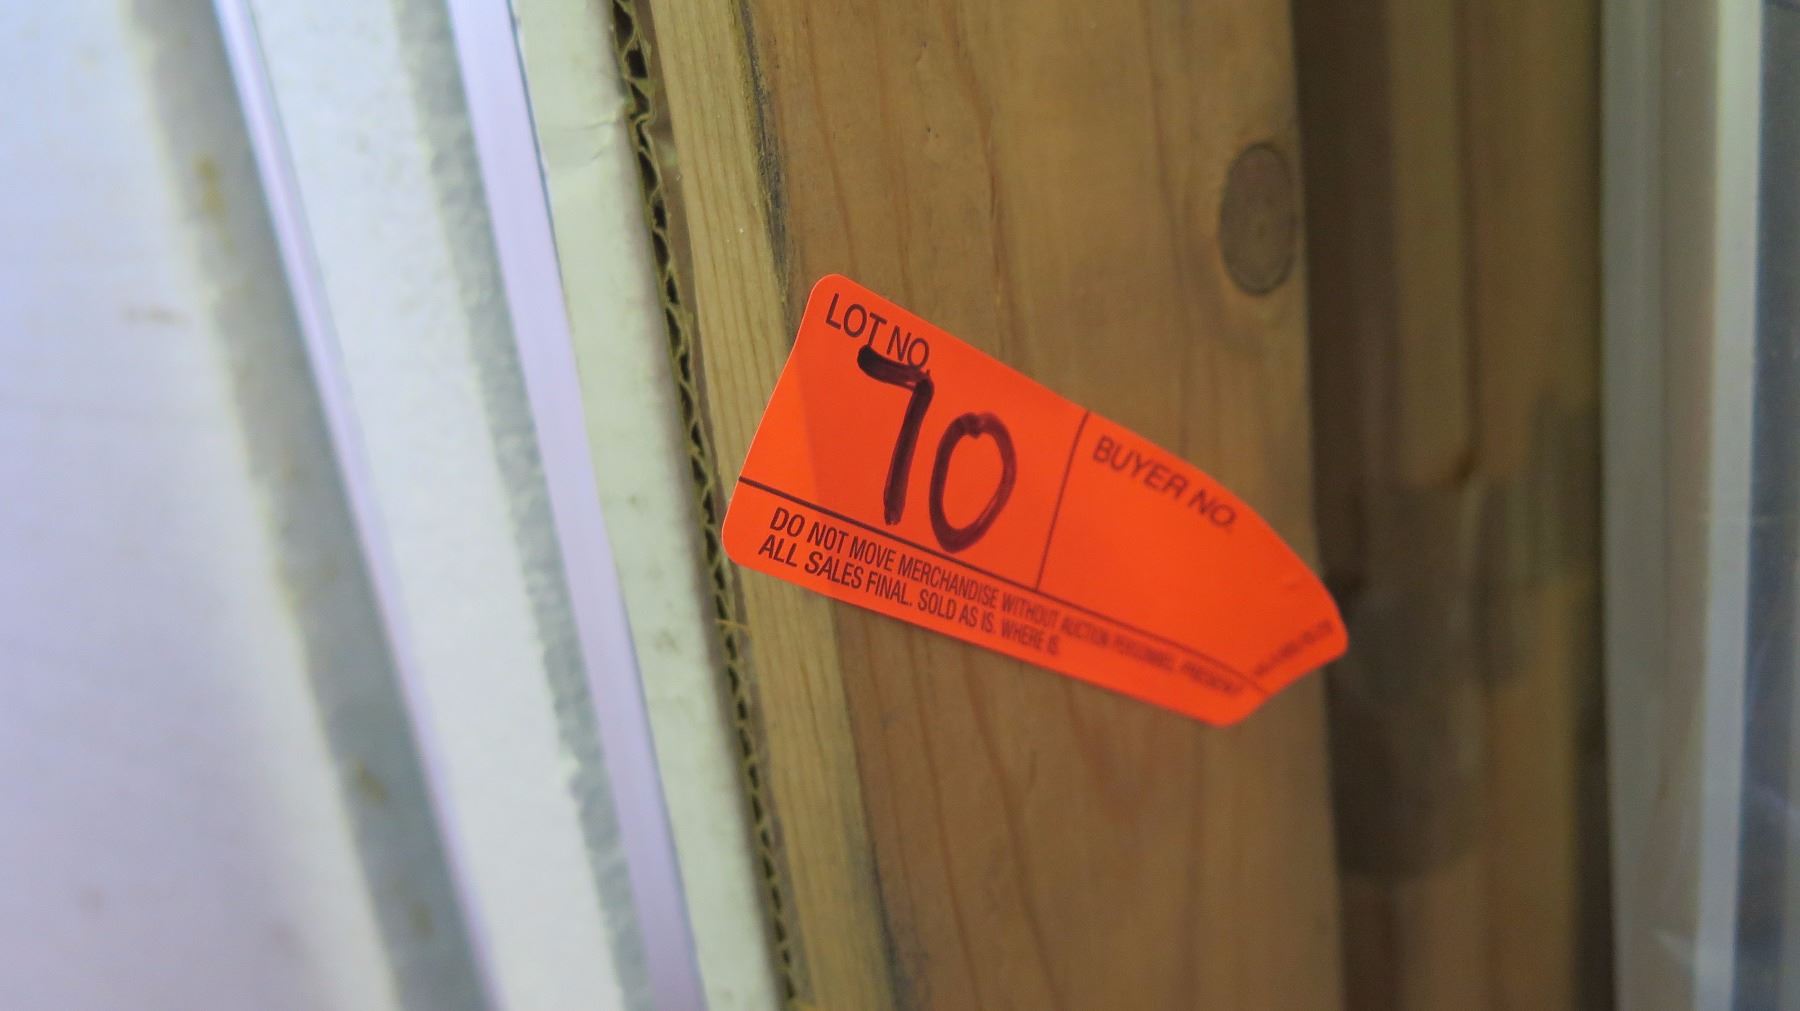 LOT NO.
70
BUYER NO.
DO NOT MOVE MERCHANDISE WITHOUT AUCTION PERSONNEL PRESENT
ALL SALES FINAL. SOLD AS IS. WHERE IS